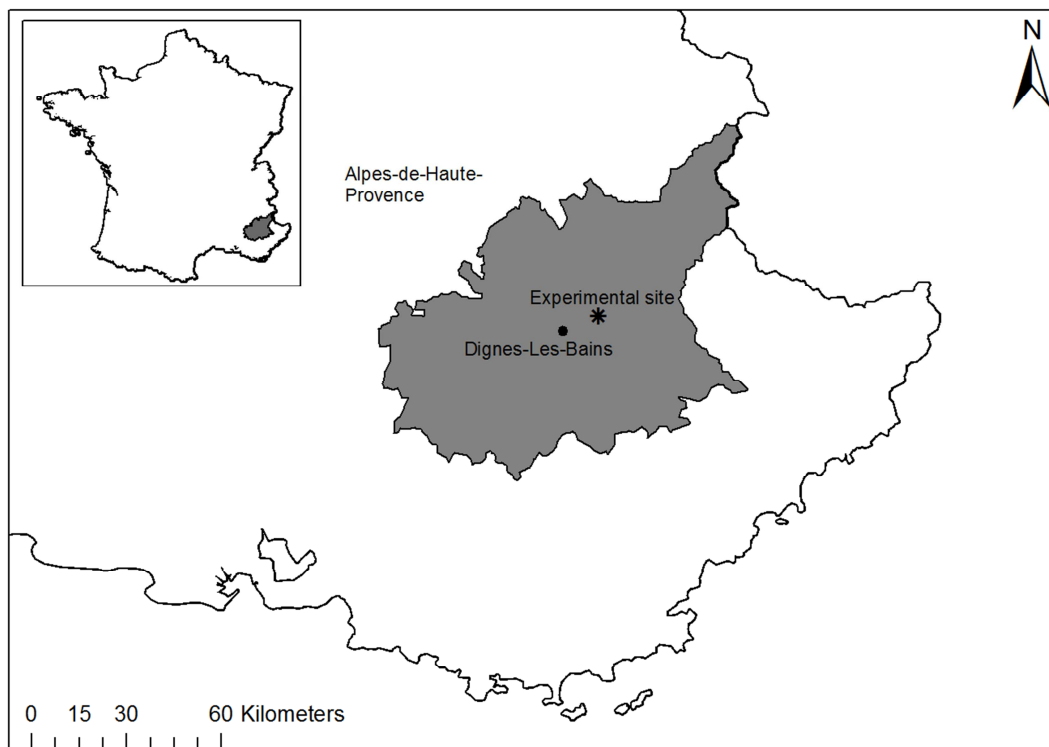 N
Alpes-de-Haute-
Provence
Experimental site
Dignes-Les-Bains
0 15 30 60 Kilometers